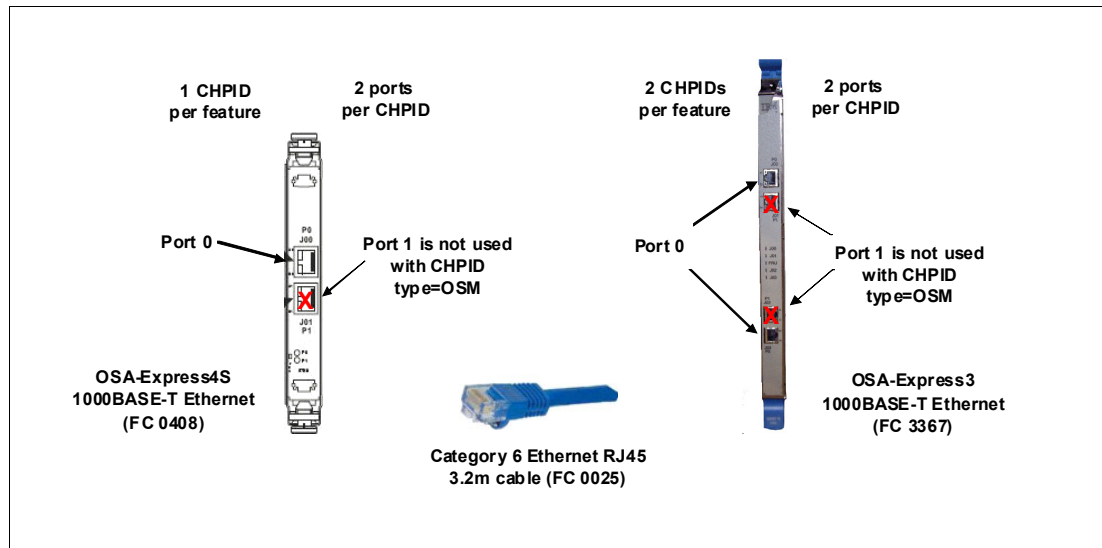 1 CHPID
per feature
2 ports
per CHPID
2 CHPIDs
per feature
2 ports
per CHPID
P0
J00
Port 0
Port 1 is not used
with CHPID
type=OSM
J01
P1
OSA-Express4S
1000BASE-T Ethernet
(FC 0408)
Port 0
Port 1 is not used
with CHPID
type=OSM
OSA-Express3
1000BASE-T Ethernet
(FC 3367)
Category 6 Ethernet RJ45
3.2m cable (FC 0025)